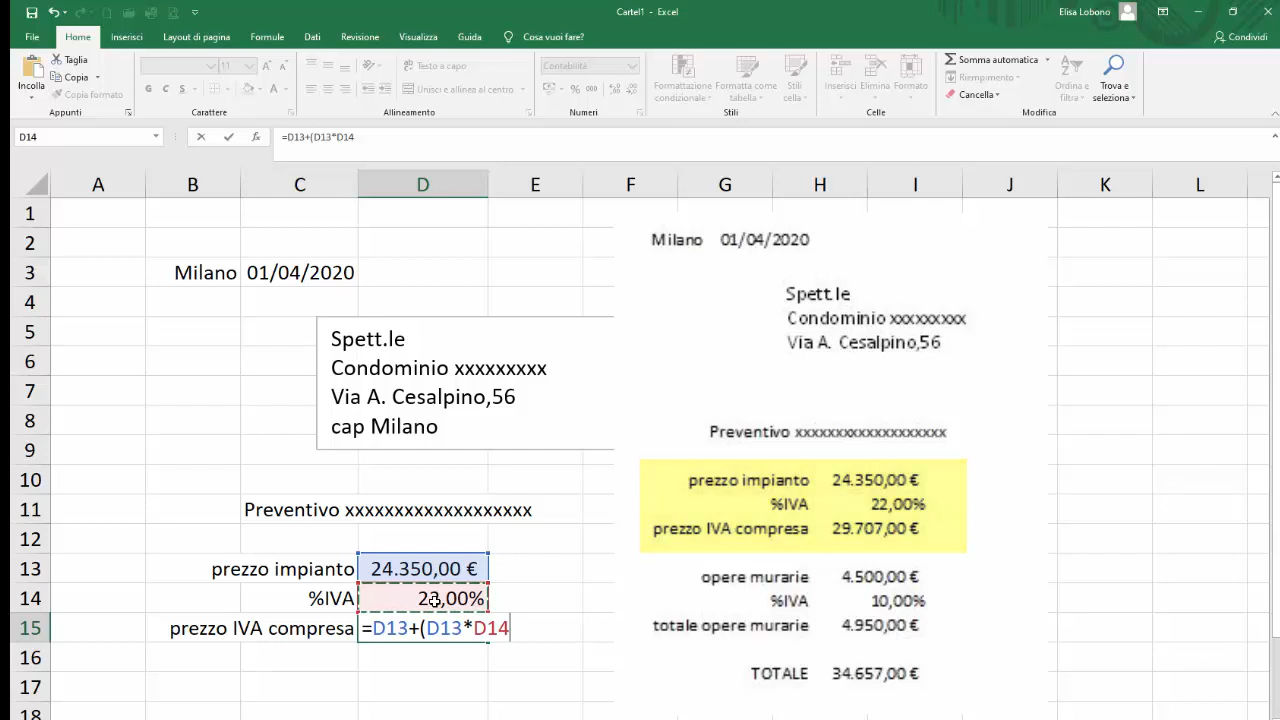 Cartel1 - Excel
Elisa Lobono
File Home Inserisci Layout di pagina Formule Dati Revisione Visualizza Guida Cosa vuoi fare? Condividi
Incolla
Taglia
Copia
Copia formato
Appunti
11 A A
G C S A
Carattere
Testo a capo
Unisci e allinea al centro
Allineamento
Contabilità
% 000
Numeri
Formattazione condizionale
Formatta come tabella
Stili cella
Stili
Inserisci Elimina Formato
Celle
Somma automatica
Riempimento
Cancella
Ordina e filtra
Trova e seleziona
Modifica
D14 fx =D13+(D13*D14
A B C D E F G H I J K L
1
2
3 Milano 01/04/2020
4
5 Spett.le
6 Condominio xxxxxxxxx
7 Via A. Cesalpino,56
8 cap Milano
9
10
11 Preventivo xxxxxxxxxxxxxxxxxxx
12
13 prezzo impianto 24.350,00 €
14 %IVA 22,00%
15 prezzo IVA compresa =D13+(D13*D14
16
17
18
Milano 01/04/2020
Spett.le
Condominio xxxxxxxxx
Via A. Cesalpino,56
Preventivo xxxxxxxxxxxxxxxxxxx
prezzo impianto 24.350,00 €
%IVA 22,00%
prezzo IVA compresa 29.707,00 €
opere murarie 4.500,00 €
%IVA 10,00%
totale opere murarie 4.950,00 €
TOTALE 34.657,00 €